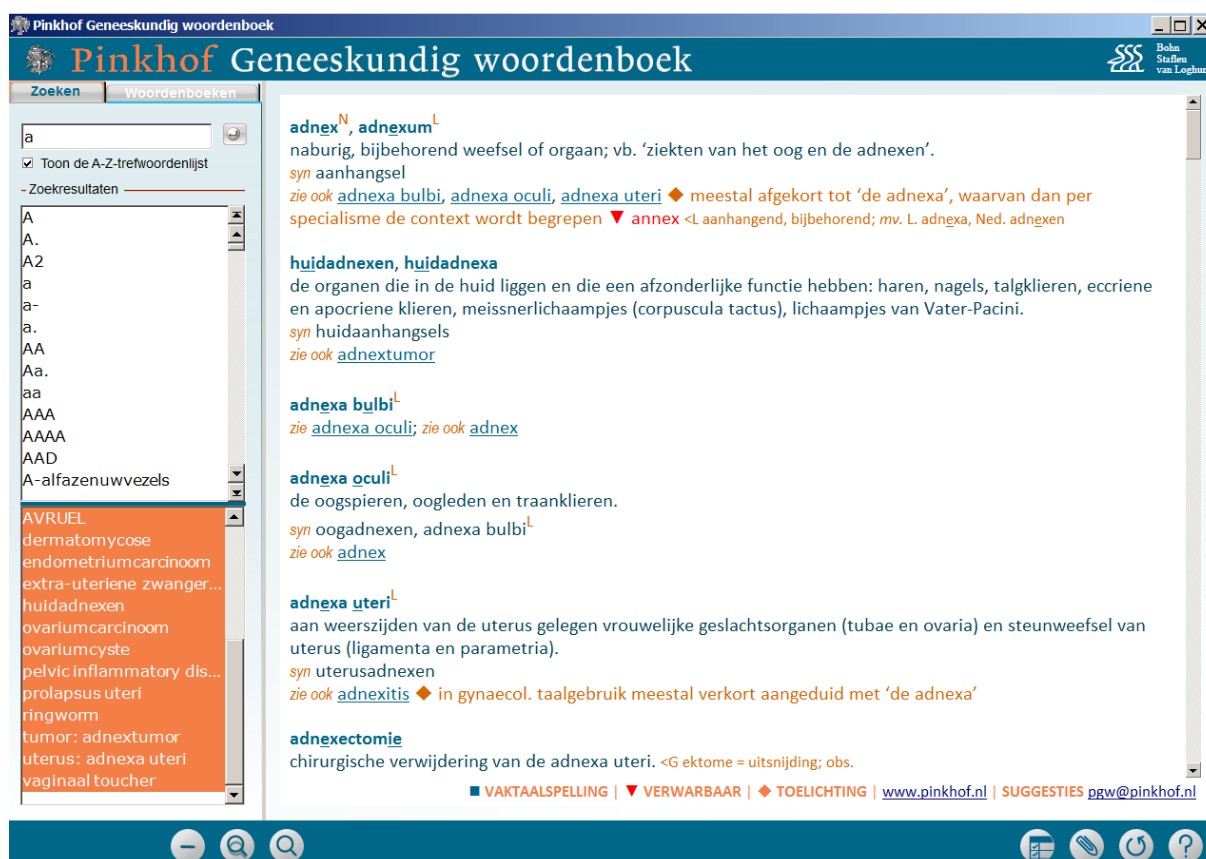 Pinkhof Geneeskundig woordenboek
Pinkhof Geneeskundig woordenboek
Bohn
Stafleu
van Loghum
Zoeken
Woordenboeken
a
Toon de A-Z-trefwoordenlijst
Zoekresultaten
A
A.
A2
a
a-
a.
AA
Aa.
aa
AAA
AAAA
AAD
A-alfazenuwvezels
AVRUEL
dermatomycose
endometriumcarcinoom
extra-uteriene zwanger...
huidadnexen
ovariumcarcinoom
ovariumcyste
pelvic inflammatory dis...
prolapsus uteri
ringworm
tumor: adnextumor
uterus: adnexa uteri
vaginaal toucher
adnex^N, adnexum^L
naburig, bijbehorend weefsel of orgaan; vb. ‘ziekten van het oog en de adnexen’.
syn aanhangsel
zie ook adnexa bulbi, adnexa oculi, adnexa uteri ◆ meestal afgekort tot ‘de adnexa’, waarvan dan per
specialisme de context wordt begrepen ▼ annex <L aanhangend, bijbehorend; mv. L. adnexa, Ned. adnexen
huidadnexen, huidadnexa
de organen die in de huid liggen en die een afzonderlijke functie hebben: haren, nagels, talgklieren, eccriene
en apocriene klieren, meissnerlichaampjes (corpuscula tactus), lichaampjes van Vater-Pacini.
syn huidaanhangsels
zie ook adnextumor
adnexa bulbi^L
zie adnexa oculi; zie ook adnex
adnexa oculi^L
de oogspieren, oogleden en traanklieren.
syn oogadnexen, adnexa bulbi^L
zie ook adnex
adnexa uteri^L
aan weerszijden van de uterus gelegen vrouwelijke geslachtsorganen (tubae en ovaria) en steunweefsel van
uterus (ligamenta en parametria).
syn uterusadnexen
zie ook adnexitis ◆ in gynaecol. taalgebruik meestal verkort aangeduid met ‘de adnexa’
adnexectomie
chirurgische verwijdering van de adnexa uteri. <G ektome = uitsnijding; obs.
■ VAKTAALSPELLING | ▼ VERWARBAAR | ◆ TOELICHTING | www.pinkhof.nl | SUGGESTIES pgw@pinkhof.nl